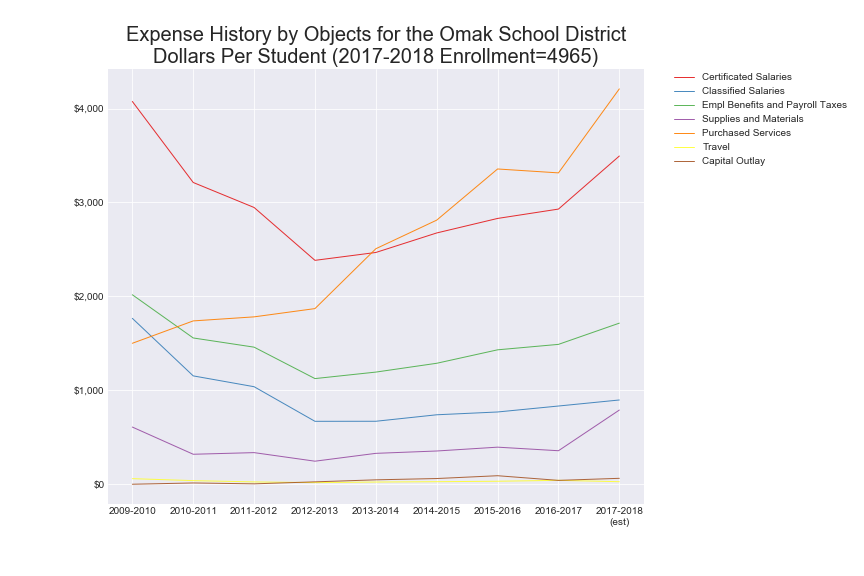 Expense History by Objects for the Omak School District
Dollars Per Student (2017-2018 Enrollment=4965)
Certificated Salaries
Classified Salaries
Empl Benefits and Payroll Taxes
Supplies and Materials
Purchased Services
Travel
Capital Outlay
$4,000
$3,000
$2,000
$1,000
$0
2009-2010 2010-2011 2011-2012 2012-2013 2013-2014 2014-2015 2015-2016 2016-2017 2017-2018
(est)